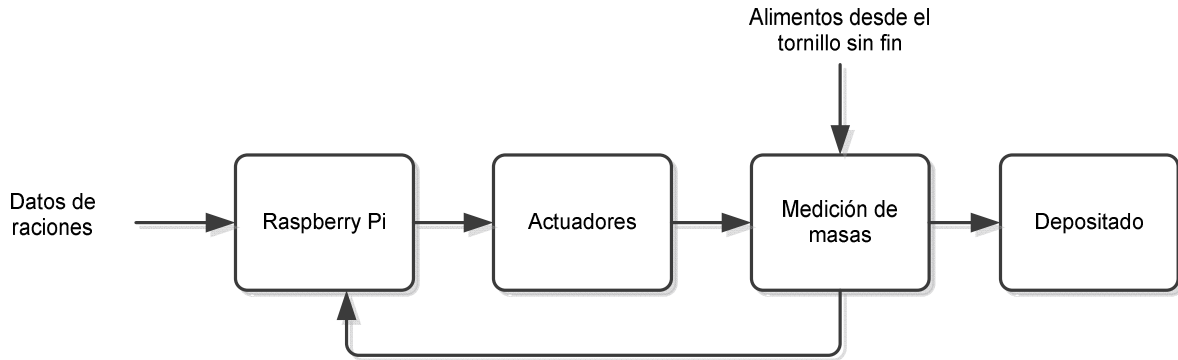 Alimentos desde el
tornillo sin fin
Datos de
raciones
Raspberry Pi
Actuadores
Medición de
masas
Depositado